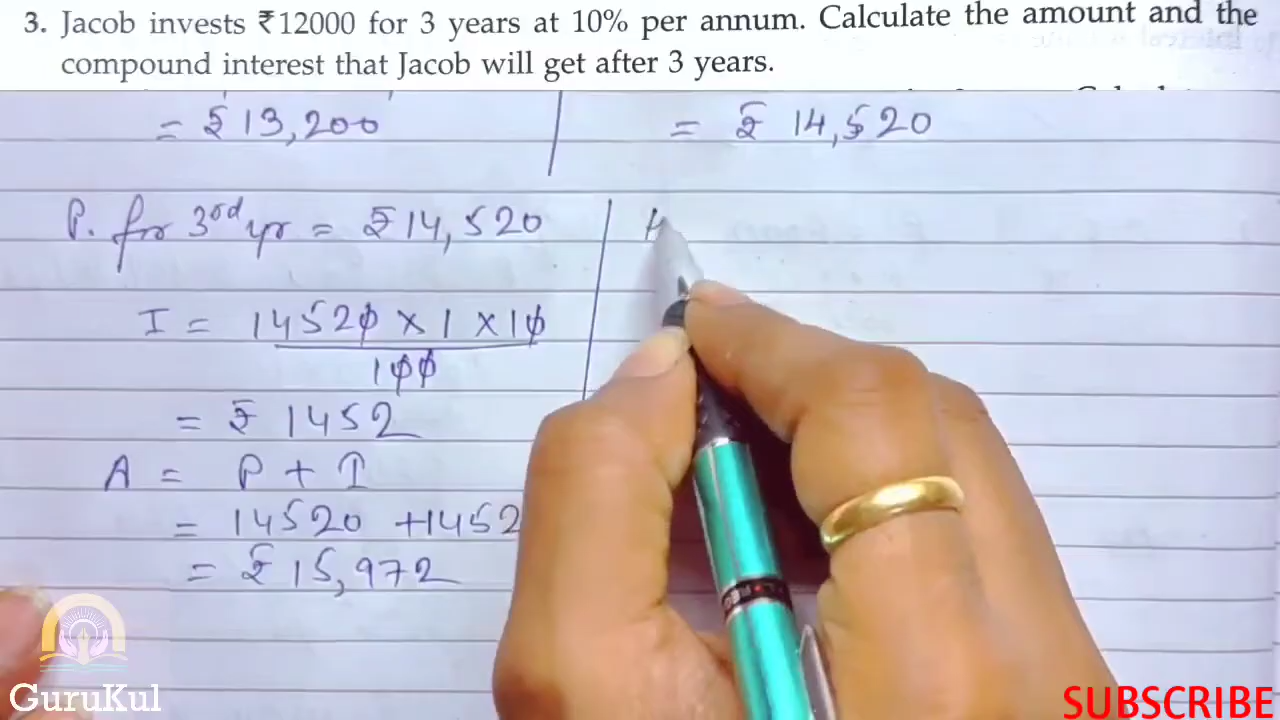 3. Jacob invests ₹12000 for 3 years at 10% per annum. Calculate the amount and the
compound interest that Jacob will get after 3 years.
= ₹ 13,200
= ₹ 14,520
P. for 3rd yr = ₹ 14,520
I = 14520 × 1 × 10
100
= ₹ 1452
A = P + I
= 14520 + 1452
= ₹ 15,972
GuruKul
SUBSCRIBE